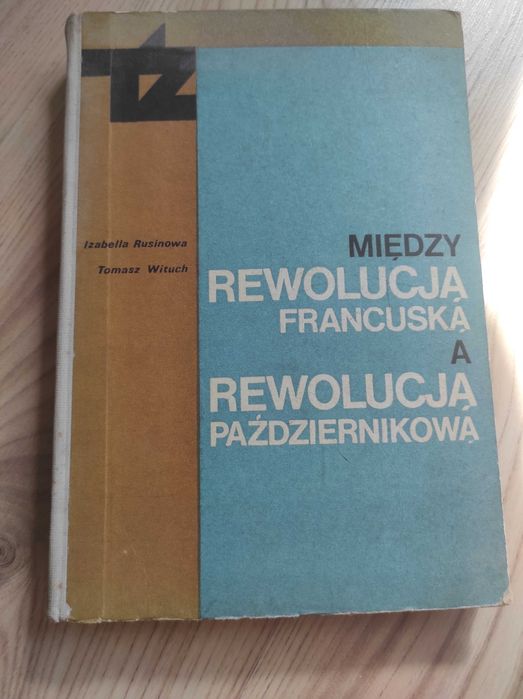 Izabella Rusinowa
Tomasz Wituch
MIĘDZY
REWOLUCJĄ
FRANCUSKĄ
A
REWOLUCJĄ
PAŹDZIERNIKOWĄ